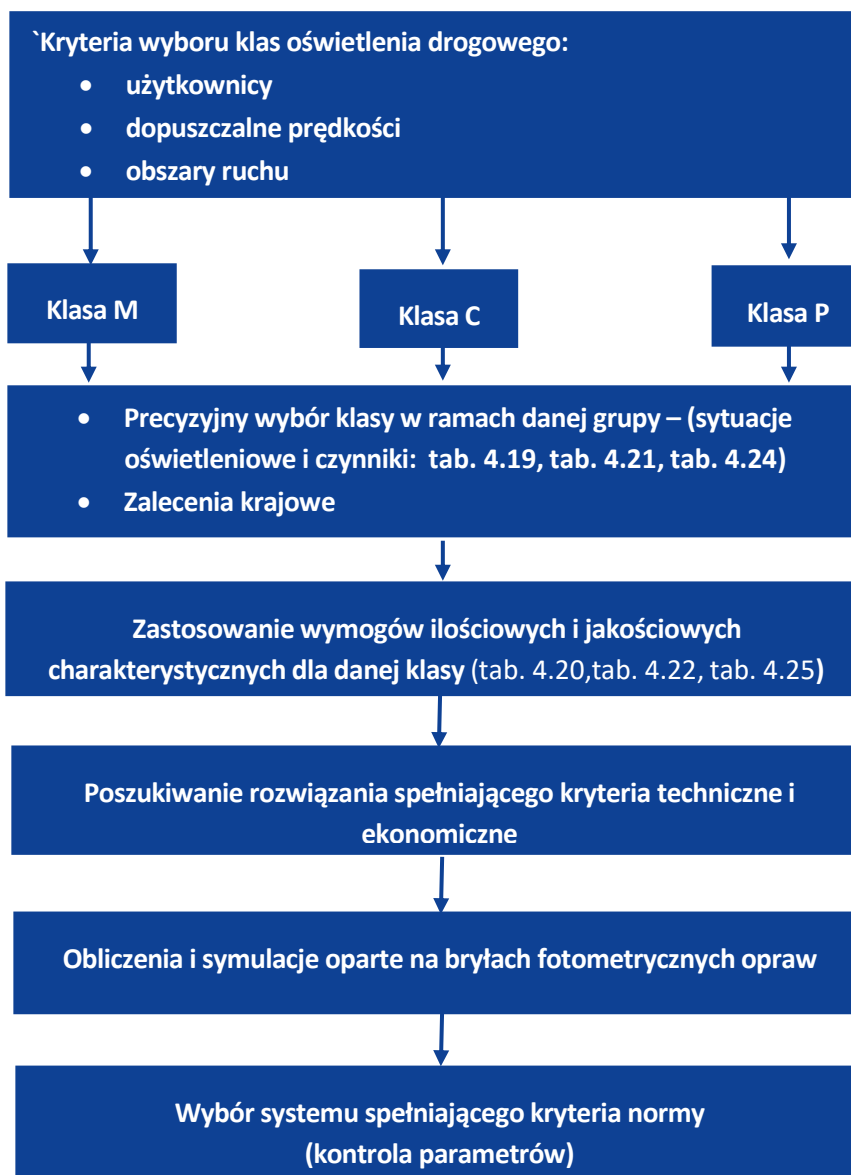 `Kryteria wyboru klas oświetlenia drogowego:
• użytkownicy
• dopuszczalne prędkości
• obszary ruchu
Klasa M
Klasa C
Klasa P
• Precyzyjny wybór klasy w ramach danej grupy – (sytuacje
oświetleniowe i czynniki: tab. 4.19, tab. 4.21, tab. 4.24)
• Zalecenia krajowe
Zastosowanie wymogów ilościowych i jakościowych
charakterystycznych dla danej klasy (tab. 4.20,tab. 4.22, tab. 4.25)
Poszukiwanie rozwiązania spełniającego kryteria techniczne i
ekonomiczne
Obliczenia i symulacje oparte na bryłach fotometrycznych opraw
Wybór systemu spełniającego kryteria normy
(kontrola parametrów)